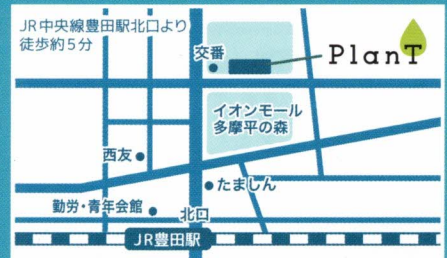 JR中央線豊田駅北口より
徒歩約5分
交番
PlanT
イオンモール
多摩平の森
西友
たましん
勤労・青年会館
北口
JR豊田駅